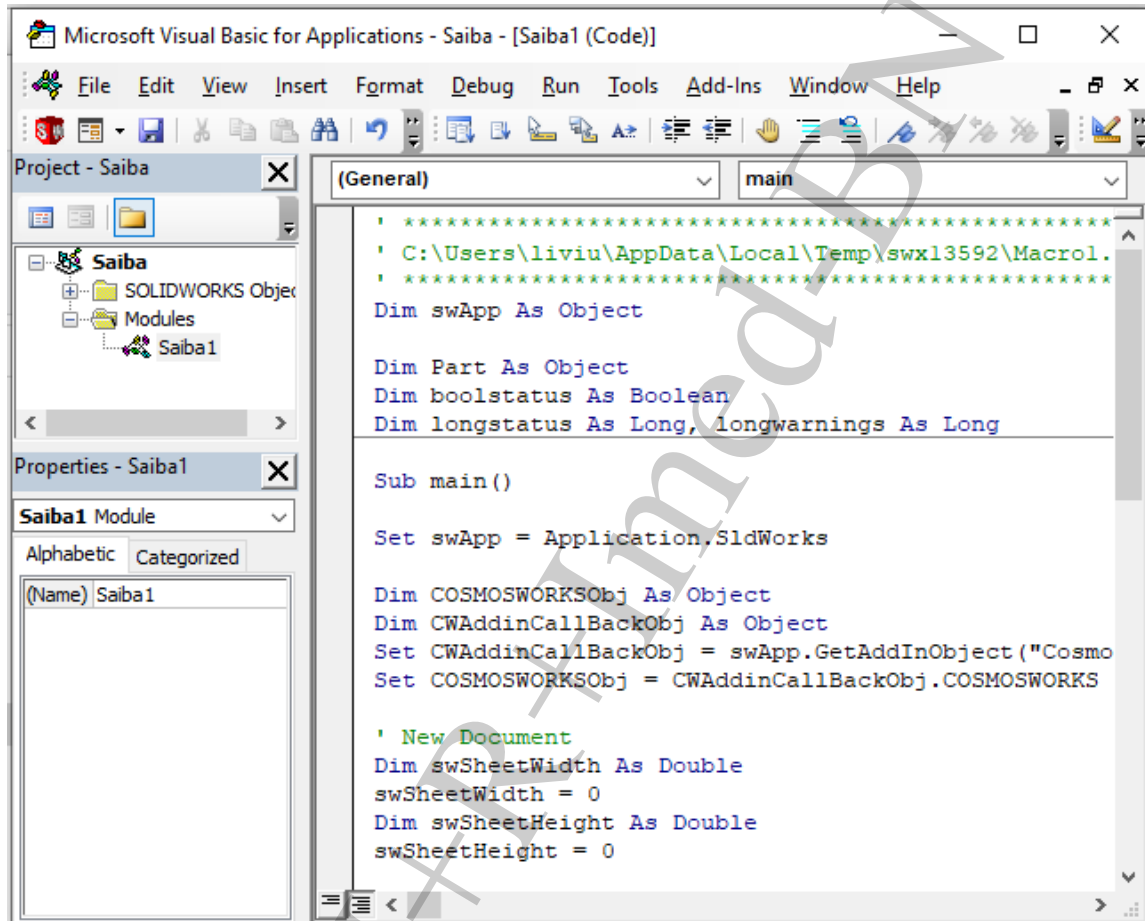 Microsoft Visual Basic for Applications - Saiba - [Saiba1 (Code)]
File Edit View Insert Format Debug Run Tools Add-Ins Window Help
Project - Saiba
Saiba
SOLIDWORKS Objec
Modules
Saiba1
Properties - Saiba1
Saiba1 Module
Alphabetic Categorized
(Name) Saiba1
(General) main
' **************************************************
' C:\Users\liviu\AppData\Local\Temp\swx13592\Macro1.
' **************************************************
Dim swApp As Object
Dim Part As Object
Dim boolstatus As Boolean
Dim longstatus As Long, longwarnings As Long
Sub main()
Set swApp = Application.SldWorks
Dim COSMOSWORKSObj As Object
Dim CWAddinCallBackObj As Object
Set CWAddinCallBackObj = swApp.GetAddInObject("Cosmo
Set COSMOSWORKSObj = CWAddinCallBackObj.COSMOSWORKS
' New Document
Dim swSheetWidth As Double
swSheetWidth = 0
Dim swSheetHeight As Double
swSheetHeight = 0